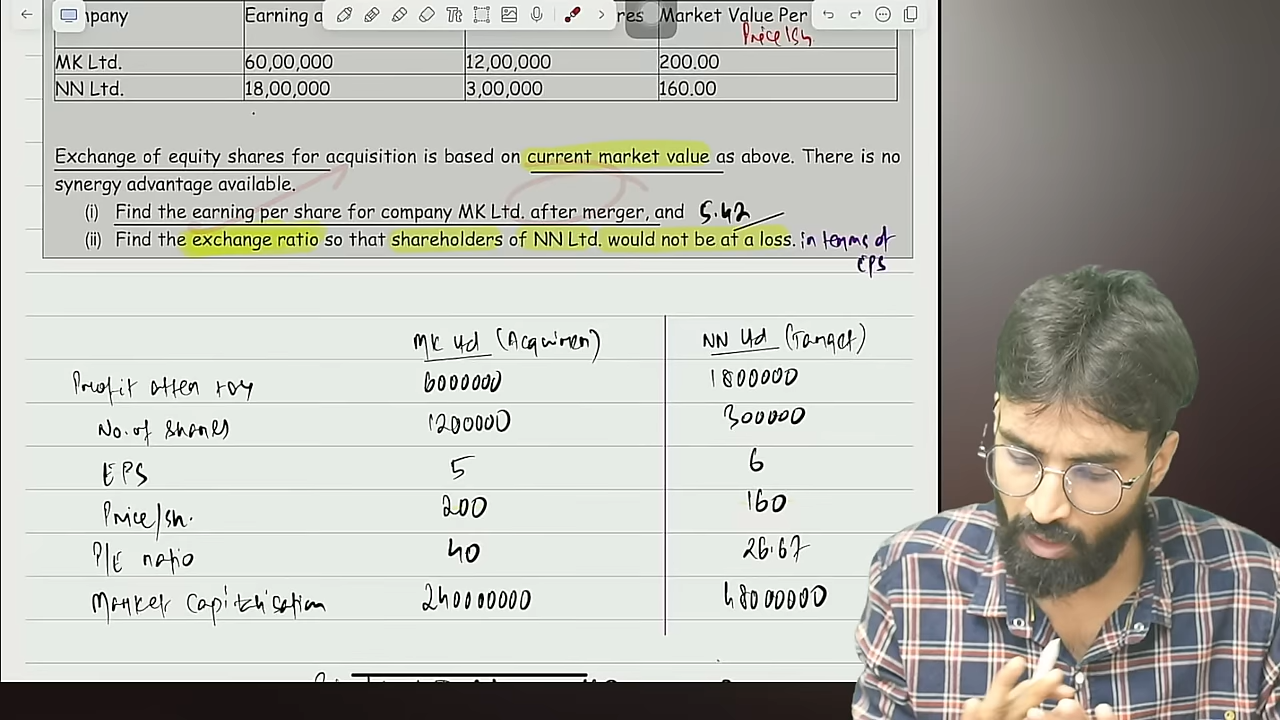 mpany Earning a res Market Value Per
Price/sh.
MK Ltd. 60,00,000 12,00,000 200.00
NN Ltd. 18,00,000 3,00,000 160.00
Exchange of equity shares for acquisition is based on current market value as above. There is no
synergy advantage available.
(i) Find the earning per share for company MK Ltd. after merger, and 5.42
(ii) Find the exchange ratio so that shareholders of NN Ltd. would not be at a loss. in terms of
EPS
MK Ltd (Acquirer) NN Ltd (Target)
Profit after tax 6000000 1800000
No. of shares 1200000 300000
EPS 5 6
Price/sh. 200 160
P/E ratio 40 26.67
Market Capitalisation 240000000 48000000